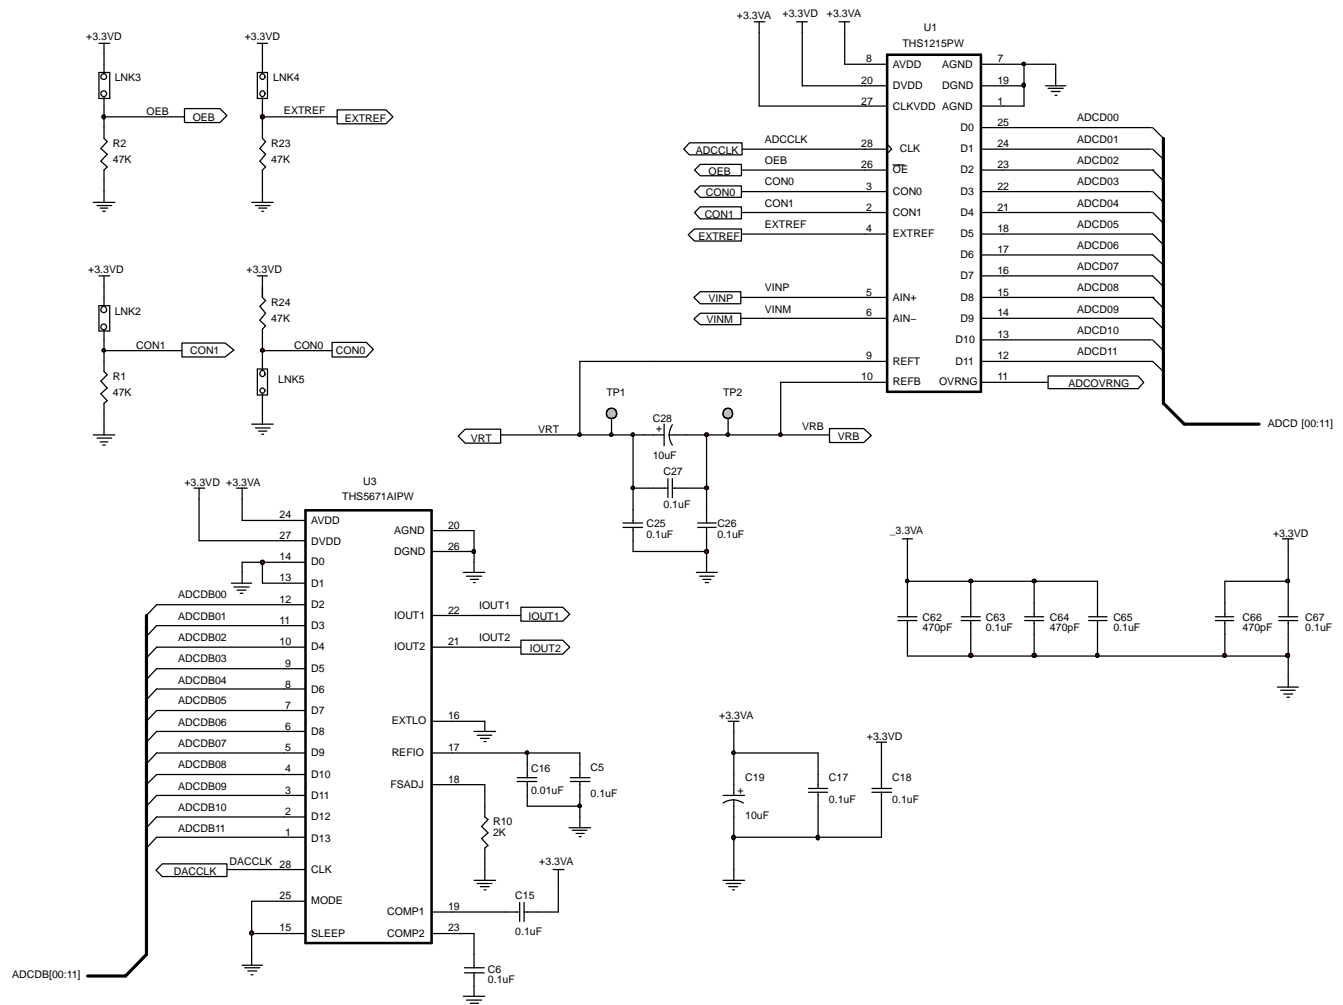 +3.3VD
LNK3
OEB
OEB
R2
47K
+3.3VD
LNK4
EXTREF
EXTREF
R23
47K
+3.3VD
LNK2
CON1
CON1
R1
47K
+3.3VD
R24
47K
CON0
CON0
LNK5
+3.3VA
+3.3VD
+3.3VA
U1
THS1215PW
8 AVDD AGND 7
20 DVDD DGND 19
27 CLKVDD AGND 1
D0 25 ADCD00
ADCCLK ADCCLK 28 CLK D1 24 ADCD01
OEB OEB 26 OE D2 23 ADCD02
CON0 CON0 3 CON0 D3 22 ADCD03
CON1 CON1 2 CON1 D4 21 ADCD04
EXTREF EXTREF 4 EXTREF D5 18 ADCD05
D6 17 ADCD06
D7 16 ADCD07
VINP VINP 5 AIN+ D8 15 ADCD08
VINM VINM 6 AIN– D9 14 ADCD09
D10 13 ADCD10
9 REFT D11 12 ADCD11
10 REFB OVRNG 11 ADCOVRNG
ADCD [00:11]
TP1
TP2
VRT
VRT
C28
+
10uF
VRB
VRB
C27
0.1uF
C25
0.1uF
C26
0.1uF
+3.3VD
+3.3VA
U3
THS5671AIPW
24 AVDD AGND 20
27 DVDD DGND 26
14 D0
13 D1
ADCDB00 12 D2
ADCDB01 11 D3 IOUT1 22 IOUT1 IOUT1
ADCDB02 10 D4 IOUT2 21 IOUT2 IOUT2
ADCDB03 9 D5
ADCDB04 8 D6
ADCDB05 7 D7
ADCDB06 6 D8 EXTLO 16
ADCDB07 5 D9 REFIO 17
ADCDB08 4 D10 FSADJ 18
ADCDB09 3 D11
ADCDB10 2 D12
ADCDB11 1 D13
DACCLK DACCLK 28 CLK
25 MODE COMP1 19
15 SLEEP COMP2 23
ADCDB[00:11]
C16
0.01uF
C5
0.1uF
R10
2K
+3.3VA
C15
0.1uF
C6
0.1uF
_3.3VA
C62
470pF
C63
0.1uF
C64
470pF
C65
0.1uF
+3.3VD
C66
470pF
C67
0.1uF
+3.3VA
C19
+
10uF
C17
0.1uF
+3.3VD
C18
0.1uF